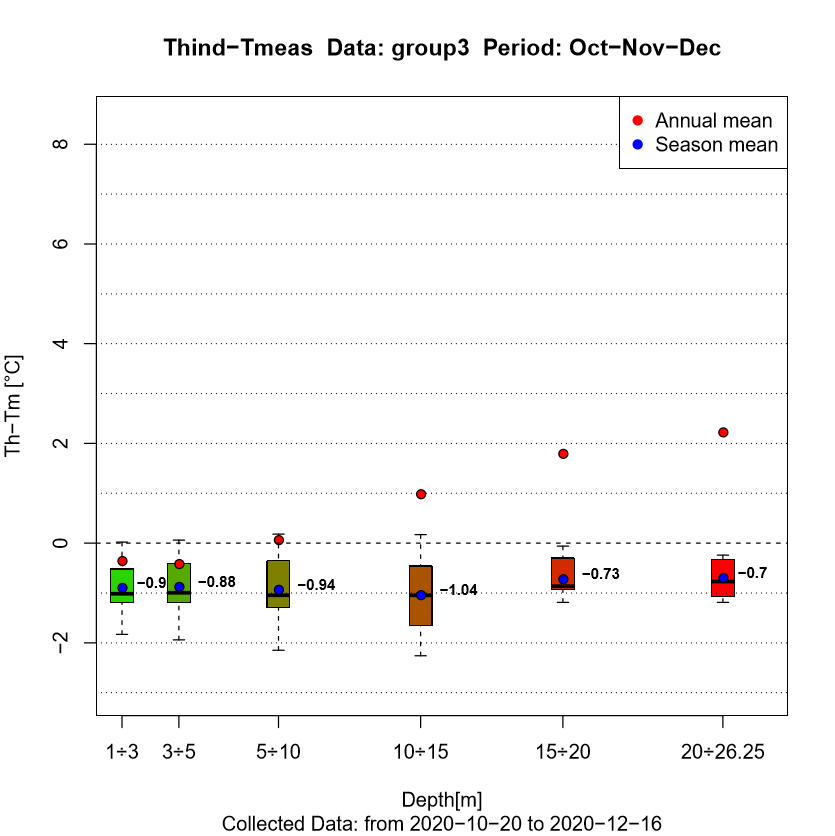 Thind−Tmeas  Data: group3  Period: Oct−Nov−Dec
Annual mean
Season mean
8
6
4
2
0
−2
Th−Tm [°C]
−0.9
−0.88
−0.94
−1.04
−0.73
−0.7
1÷3 3÷5 5÷10 10÷15 15÷20 20÷26.25
Depth[m]
Collected Data: from 2020−10−20 to 2020−12−16